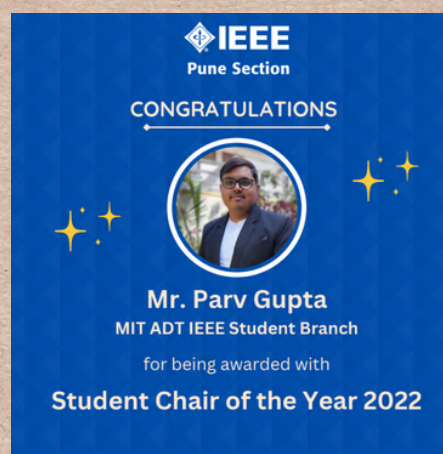 IEEE
Pune Section
CONGRATULATIONS
Mr. Parv Gupta
MIT ADT IEEE Student Branch
for being awarded with
Student Chair of the Year 2022